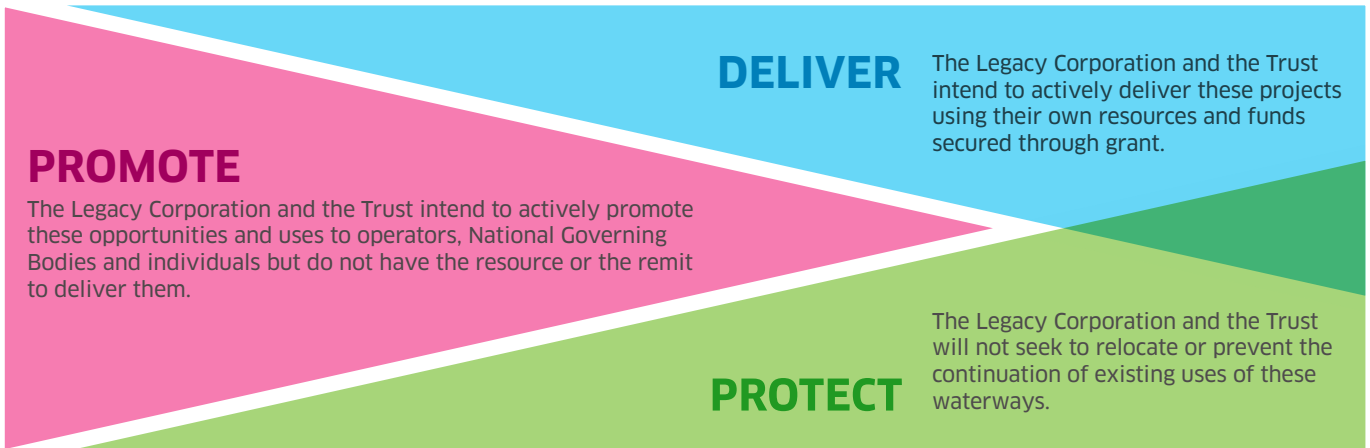 DELIVER
The Legacy Corporation and the Trust
intend to actively deliver these projects
using their own resources and funds
secured through grant.
PROMOTE
The Legacy Corporation and the Trust intend to actively promote
these opportunities and uses to operators, National Governing
Bodies and individuals but do not have the resource or the remit
to deliver them.
PROTECT
The Legacy Corporation and the Trust
will not seek to relocate or prevent the
continuation of existing uses of these
waterways.